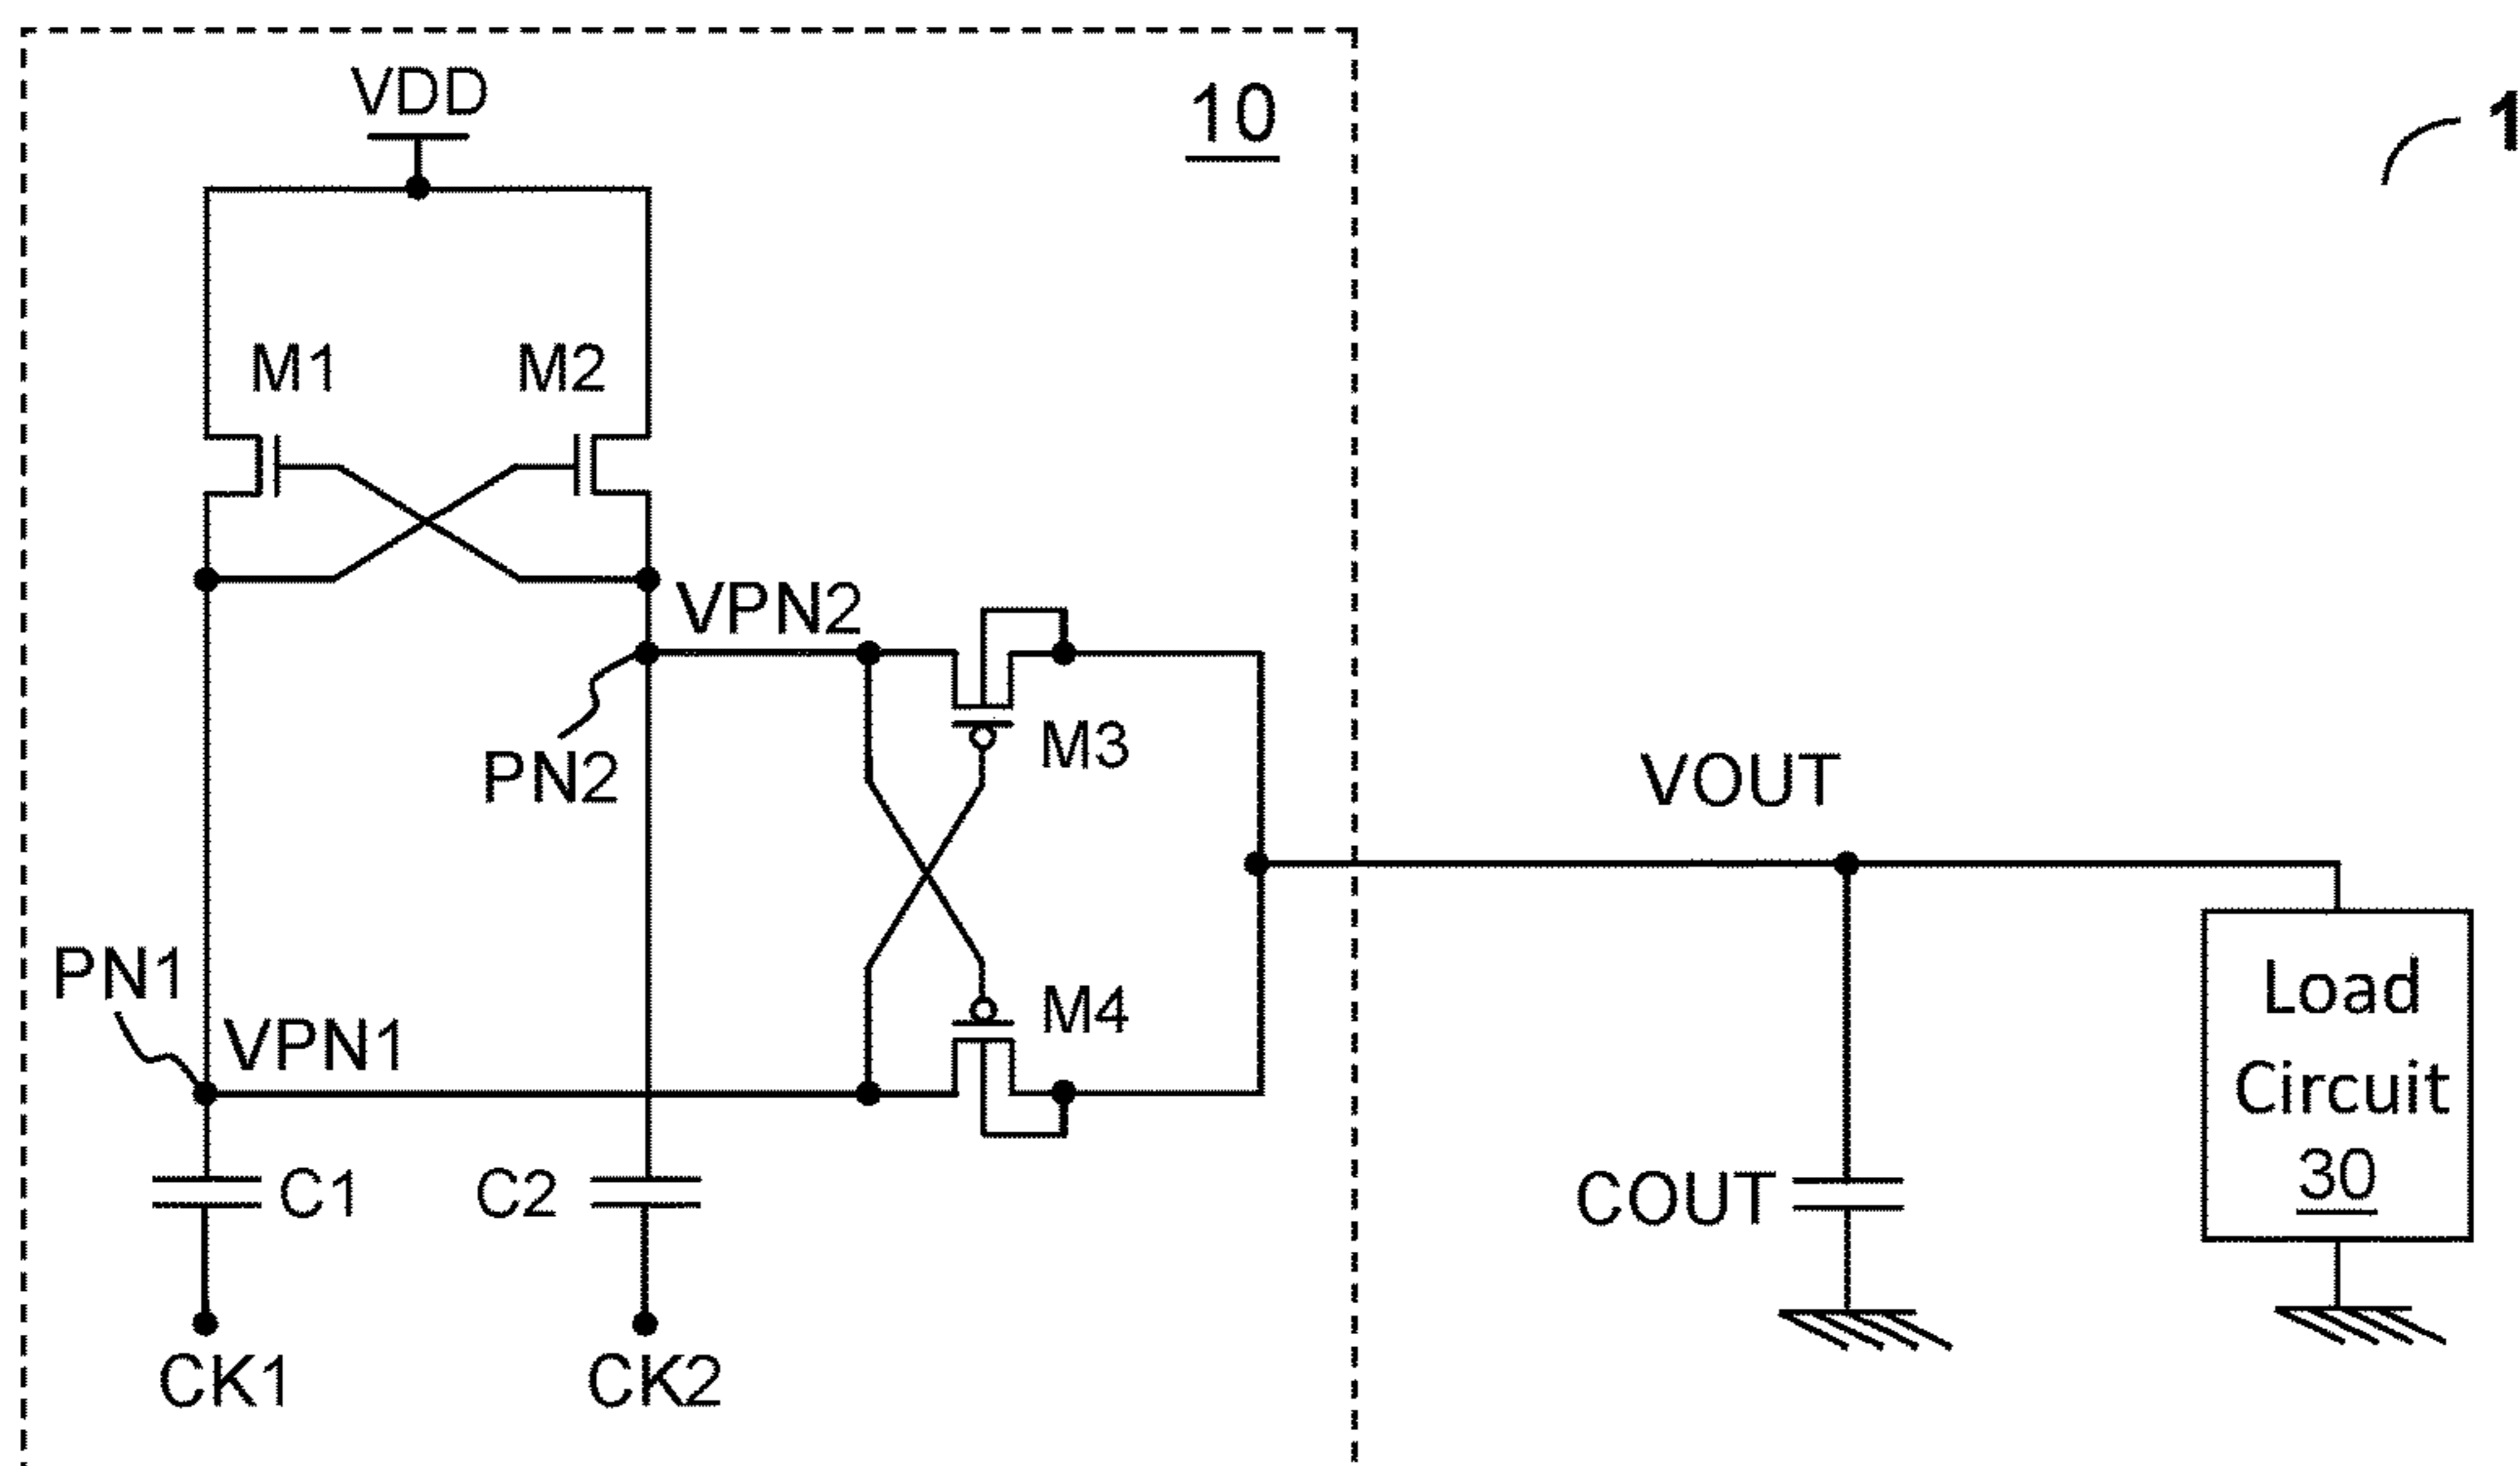 VDD
10
1
M1
M2
VPN2
PN2
M3
VOUT
PN1
VPN1
M4
Load
Circuit
30
C1
C2
COUT
CK1
CK2